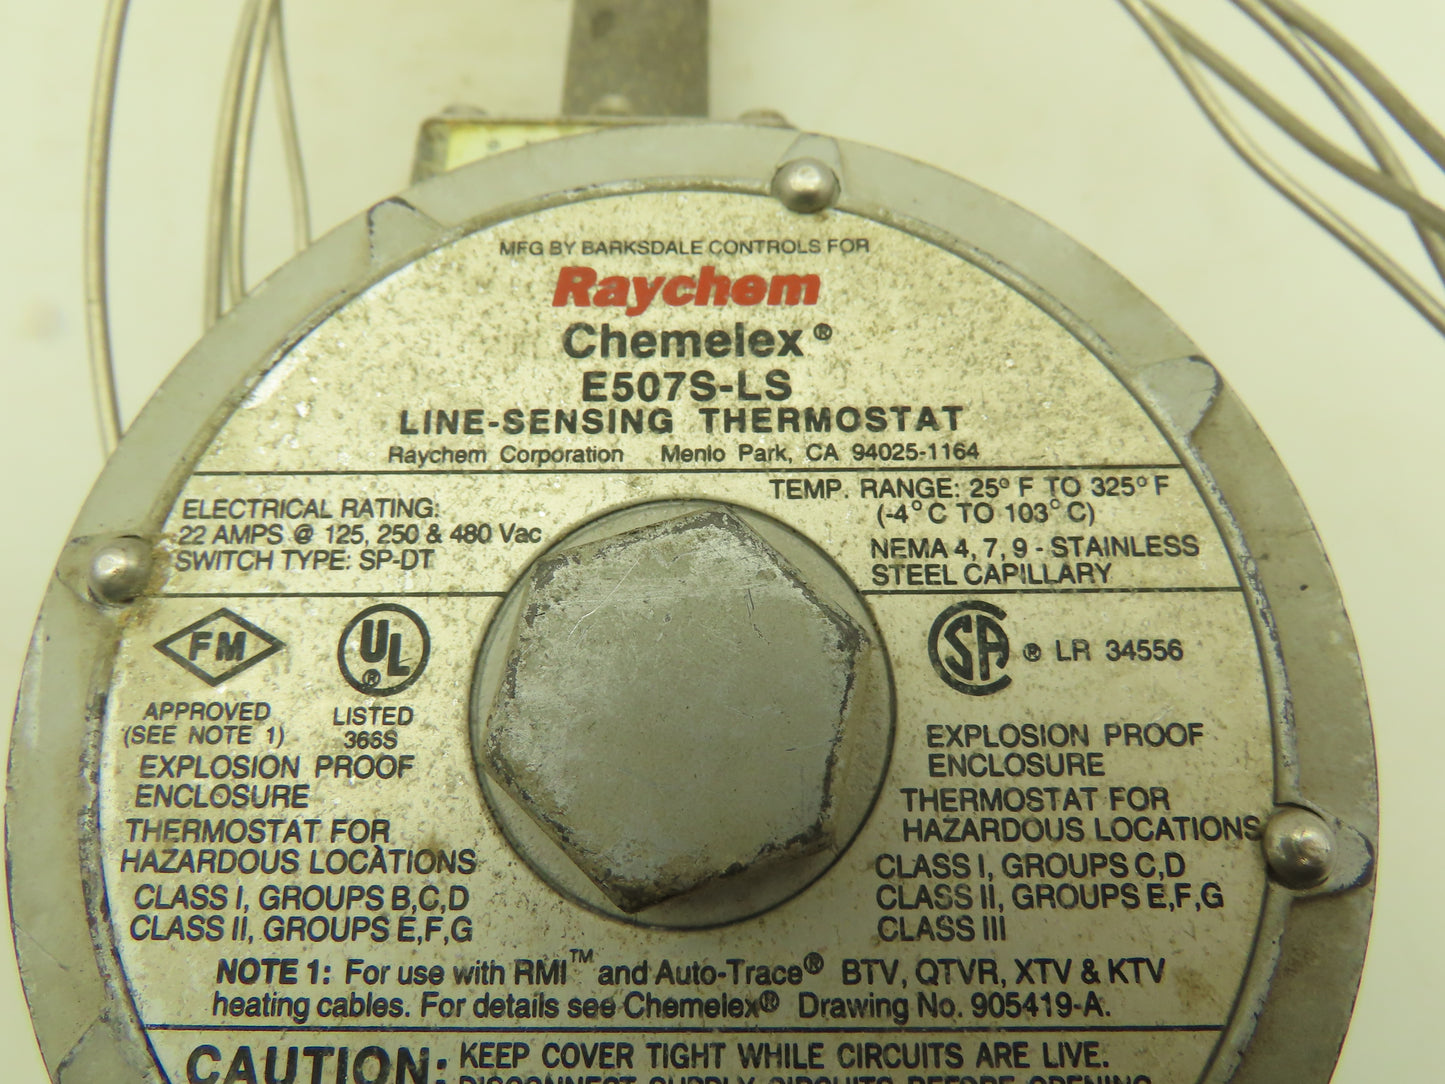 MFG BY BARKSDALE CONTROLS FOR
Raychem
Chemelex®
E507S-LS
LINE-SENSING THERMOSTAT
Raychem Corporation Menlo Park, CA 94025-1164
ELECTRICAL RATING:
22 AMPS @ 125, 250 & 480 Vac
SWITCH TYPE: SP-DT
TEMP. RANGE: 25° F TO 325° F
(-4° C TO 103° C)
NEMA 4, 7, 9 - STAINLESS
STEEL CAPILLARY
FM
APPROVED
(SEE NOTE 1)
UL ®
LISTED
366S
EXPLOSION PROOF
ENCLOSURE
THERMOSTAT FOR
HAZARDOUS LOCATIONS
CLASS I, GROUPS B,C,D
CLASS II, GROUPS E,F,G
SA ® LR 34556
EXPLOSION PROOF
ENCLOSURE
THERMOSTAT FOR
HAZARDOUS LOCATIONS
CLASS I, GROUPS C,D
CLASS II, GROUPS E,F,G
CLASS III
NOTE 1: For use with RMI™ and Auto-Trace® BTV, QTVR, XTV & KTV
heating cables. For details see Chemelex® Drawing No. 905419-A.
CAUTION: KEEP COVER TIGHT WHILE CIRCUITS ARE LIVE.
DISCONNECT SUPPLY CIRCUITS BEFORE OPENING